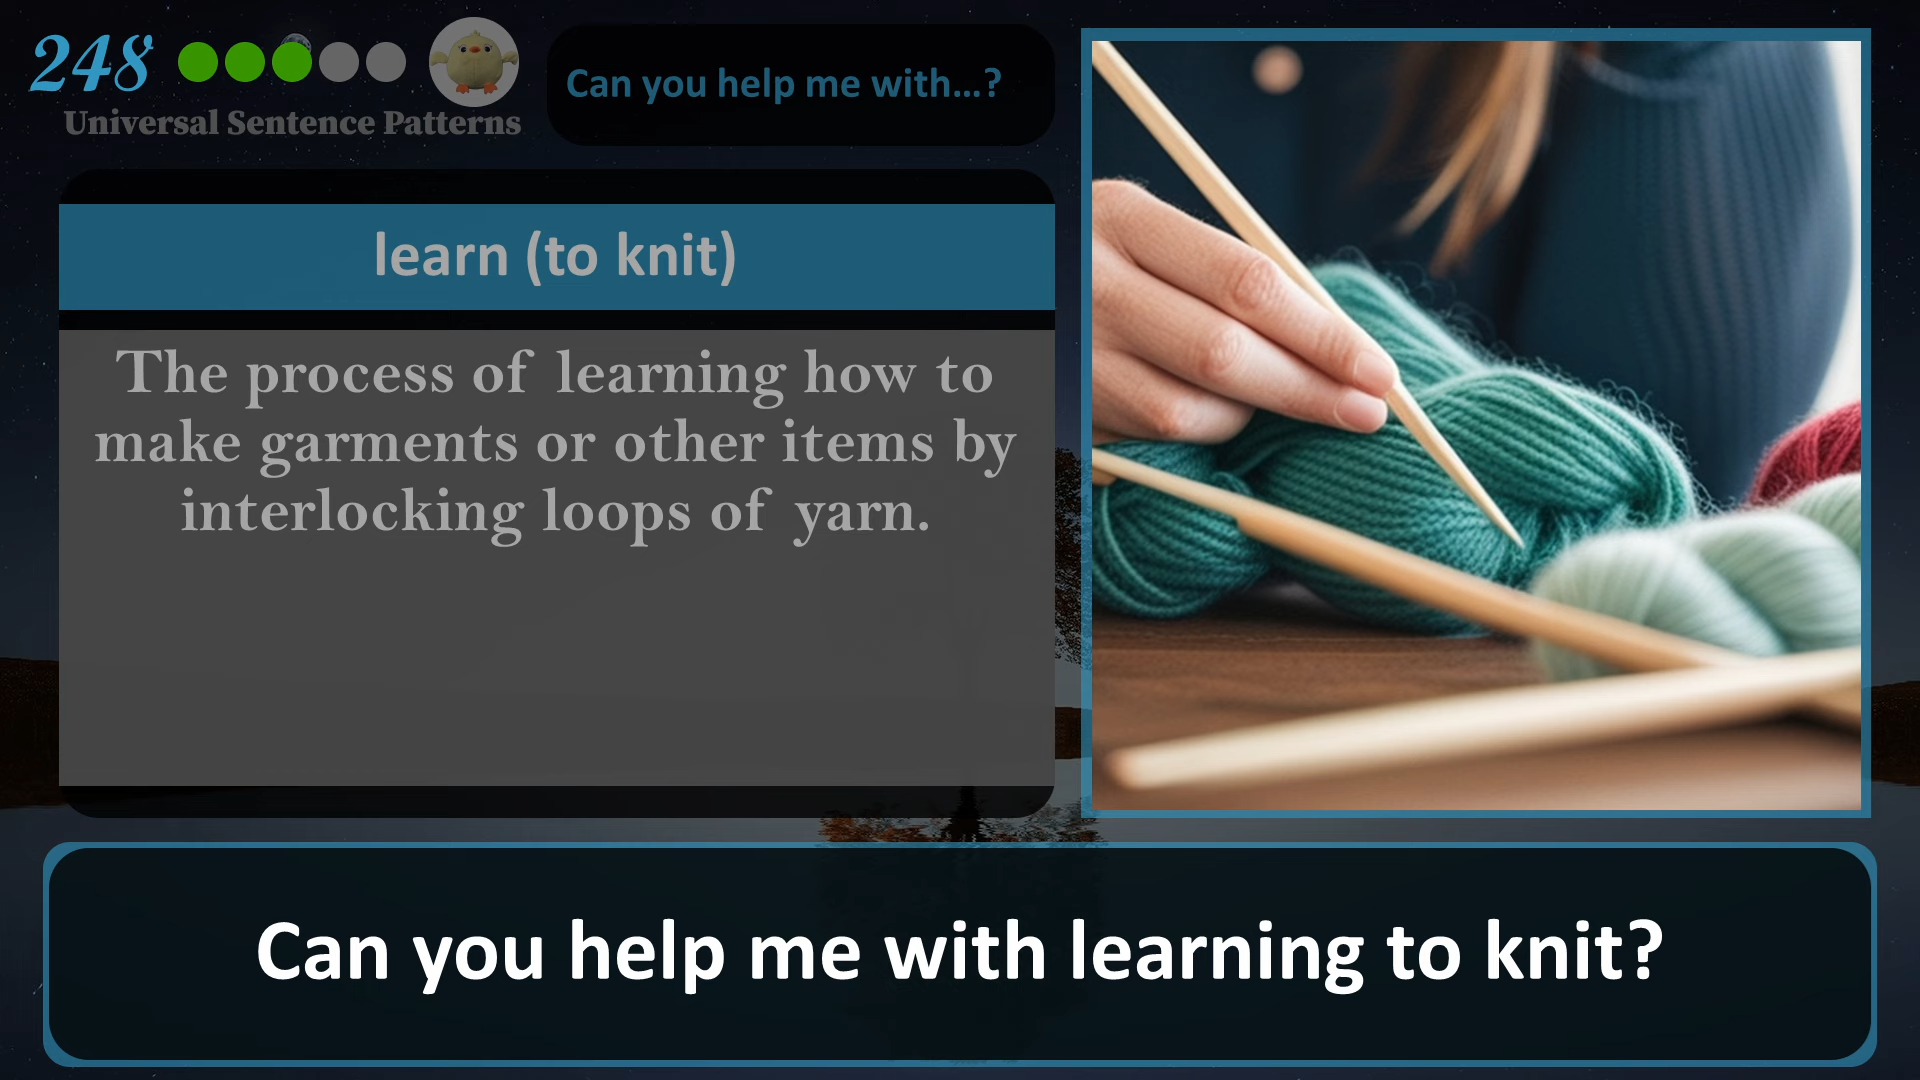 248
Universal Sentence Patterns
Can you help me with...?
learn (to knit)
The process of learning how to
make garments or other items by
interlocking loops of yarn.
Can you help me with learning to knit?